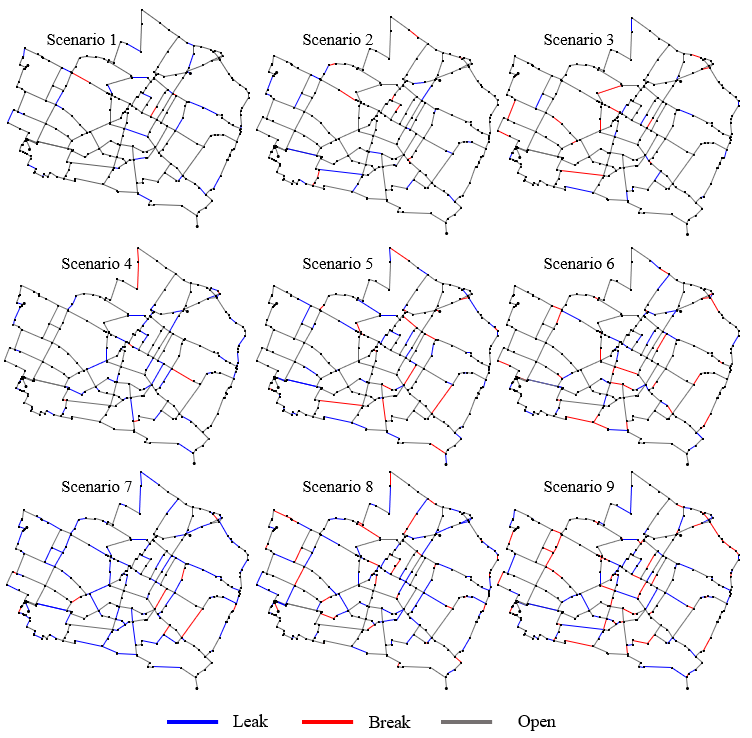 Scenario 1
Scenario 2
Scenario 3
Scenario 4
Scenario 5
Scenario 6
Scenario 7
Scenario 8
Scenario 9
Leak Break Open